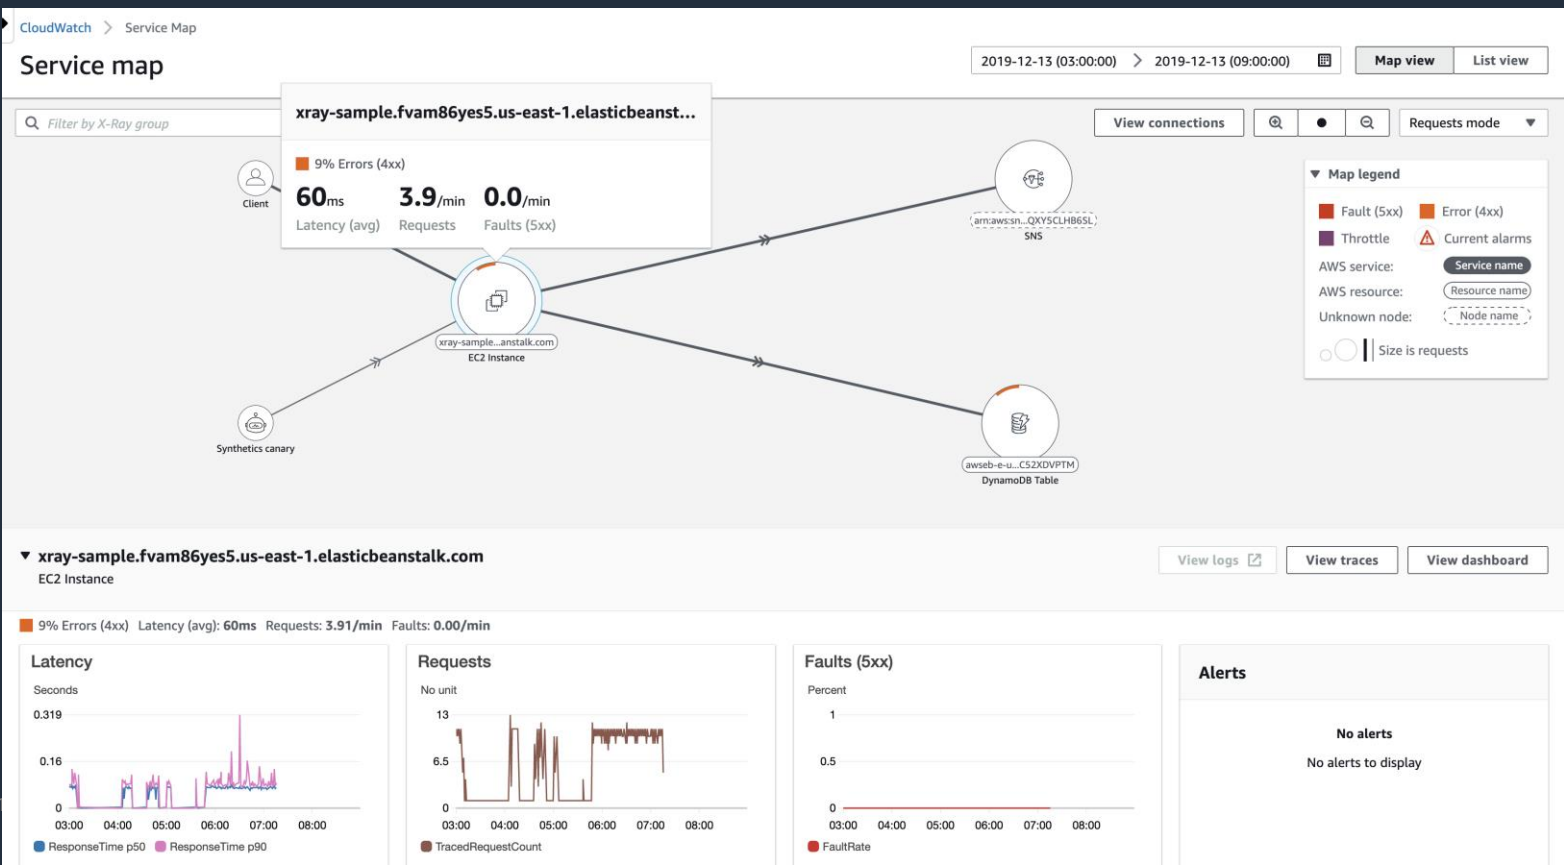 CloudWatch > Service Map
Service map
2019-12-13 (03:00:00) > 2019-12-13 (09:00:00)
Map view
List view
Filter by X-Ray group
xray-sample.fvam86yes5.us-east-1.elasticbeanst...
9% Errors (4xx)
60ms 3.9/min 0.0/min
Latency (avg) Requests Faults (5xx)
View connections
Requests mode
Client
arn:aws:sn...QXY5CLHB6SL
SNS
xray-sample...anstalk.com
EC2 Instance
Synthetics canary
awseb-e-u...C52XDVPTM
DynamoDB Table
Map legend
Fault (5xx) Error (4xx)
Throttle Current alarms
AWS service: Service name
AWS resource: Resource name
Unknown node: Node name
Size is requests
xray-sample.fvam86yes5.us-east-1.elasticbeanstalk.com
EC2 Instance
View logs
View traces
View dashboard
9% Errors (4xx) Latency (avg): 60ms Requests: 3.91/min Faults: 0.00/min
Latency
Seconds
0.319
0.16
0
03:00 04:00 05:00 06:00 07:00 08:00
ResponseTime p50 ResponseTime p90
Requests
No unit
13
6.5
0
03:00 04:00 05:00 06:00 07:00 08:00
TracedRequestCount
Faults (5xx)
Percent
1
0.5
0
03:00 04:00 05:00 06:00 07:00 08:00
FaultRate
Alerts
No alerts
No alerts to display